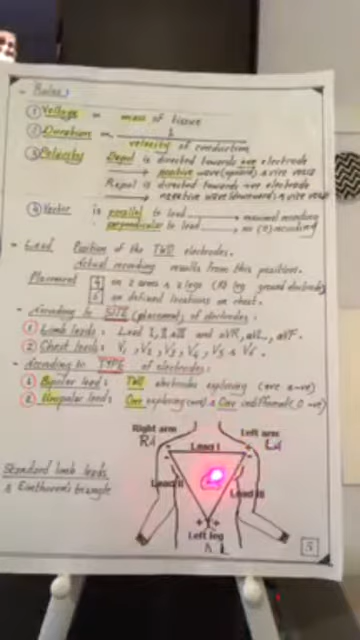 - Rules:
① Voltage ∝ mass of tissue
② Duration ∝ 1
velocity of conduction
③ Polarity Depol is directed towards +ve electrode
→ positive wave (upward) & vice versa
Repol is directed towards +ve electrode
→ negative wave (downward) & vice versa
④ Vector is parallel to lead → maximal recording
perpendicular to lead → no (0) recording
- Lead Position of the TWO electrodes.
Actual recording results from this position.
Placement 4 on 2 arms & 2 legs (R) leg ground electrode
6 on defined locations on chest.
- According to SITE (placement) of electrodes:
① Limb leads: Lead I, II & III and aVR, aVL, aVF.
② Chest leads: V1, V2, V3, V4, V5 & V6.
- According to TYPE of electrodes:
① Bipolar lead: TWO electrodes exploring (+ve & -ve)
② Unipolar lead: One exploring (+ve) & One indifferent (0 -ve)
Right arm Left arm
RA LA
Lead I
Standard limb leads
& Einthoven's triangle
Lead II Lead III
Left leg
L
5